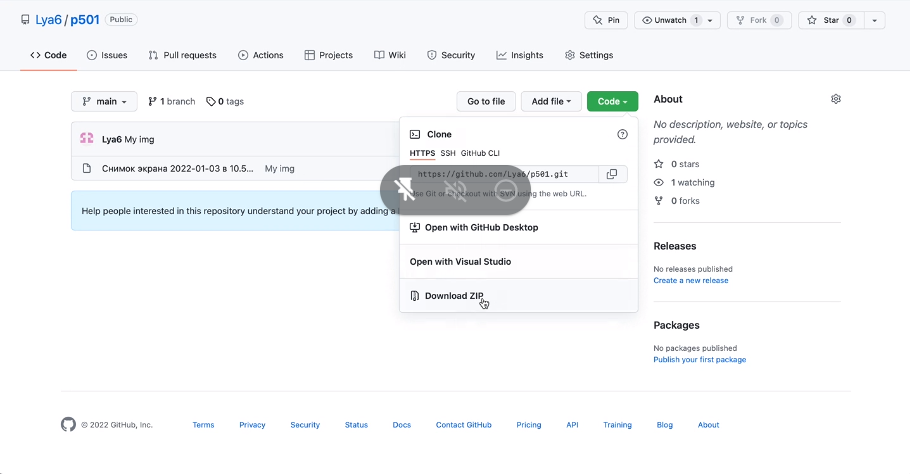 Lya6 / p501 Public
Pin
Unwatch 1
Fork 0
Star 0
Code
Issues
Pull requests
Actions
Projects
Wiki
Security
Insights
Settings
main
1 branch
0 tags
Go to file
Add file
Code
Lya6 My img
Снимок экрана 2022-01-03 в 10.5... My img
Help people interested in this repository understand your project by adding a
Clone
HTTPS SSH GitHub CLI
https://github.com/Lya6/p501.git
Use Git or checkout with SVN using the web URL.
Open with GitHub Desktop
Open with Visual Studio
Download ZIP
About
No description, website, or topics
provided.
0 stars
1 watching
0 forks
Releases
No releases published
Create a new release
Packages
No packages published
Publish your first package
© 2022 GitHub, Inc.
Terms
Privacy
Security
Status
Docs
Contact GitHub
Pricing
API
Training
Blog
About